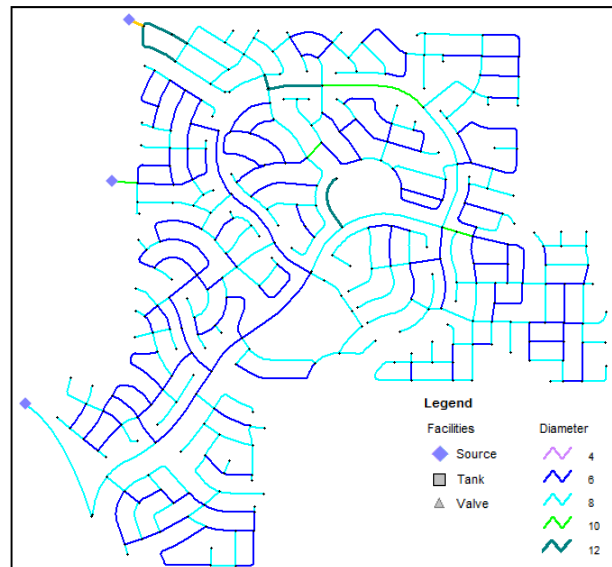 Legend
Facilities Diameter
4
Source 6
Tank 8
Valve 10
12